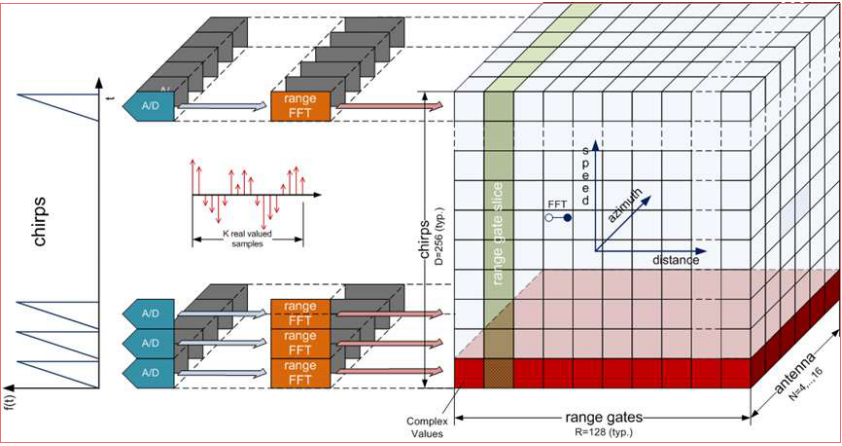 t
A/D
range
FFT
chirps
K real valued
samples
chirps
D=256 (typ.)
range gate slice
speed
FFT
azimuth
distance
A/D
range
FFT
A/D
range
FFT
A/D
range
FFT
f(t)
Complex
Values
range gates
R=128 (typ.)
antenna
N=4,...,16